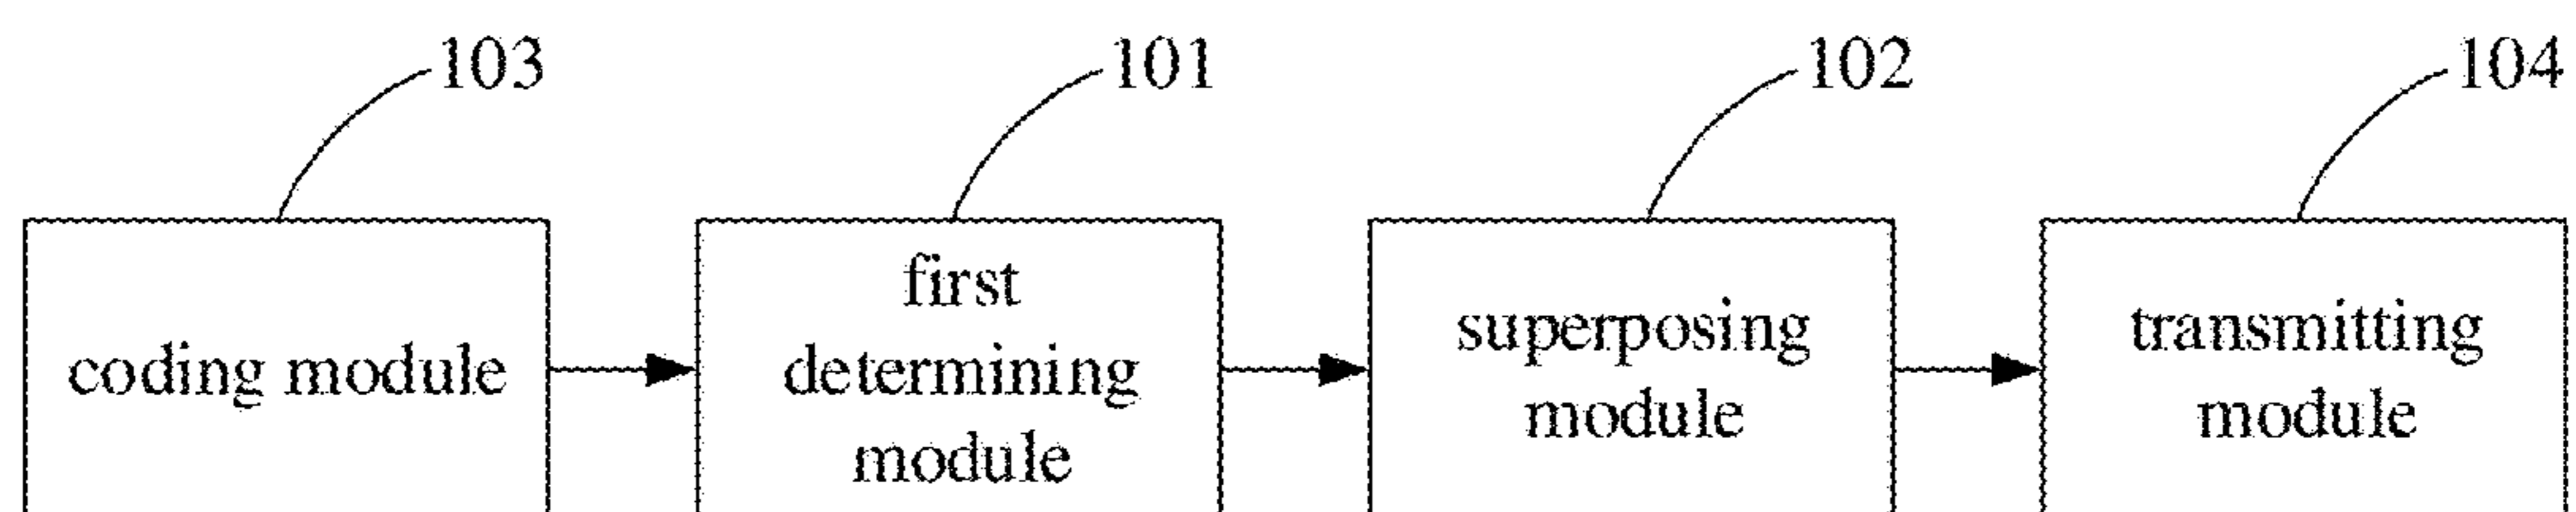 103
101
102
104
coding module
first
determining
module
superposing
module
transmitting
module